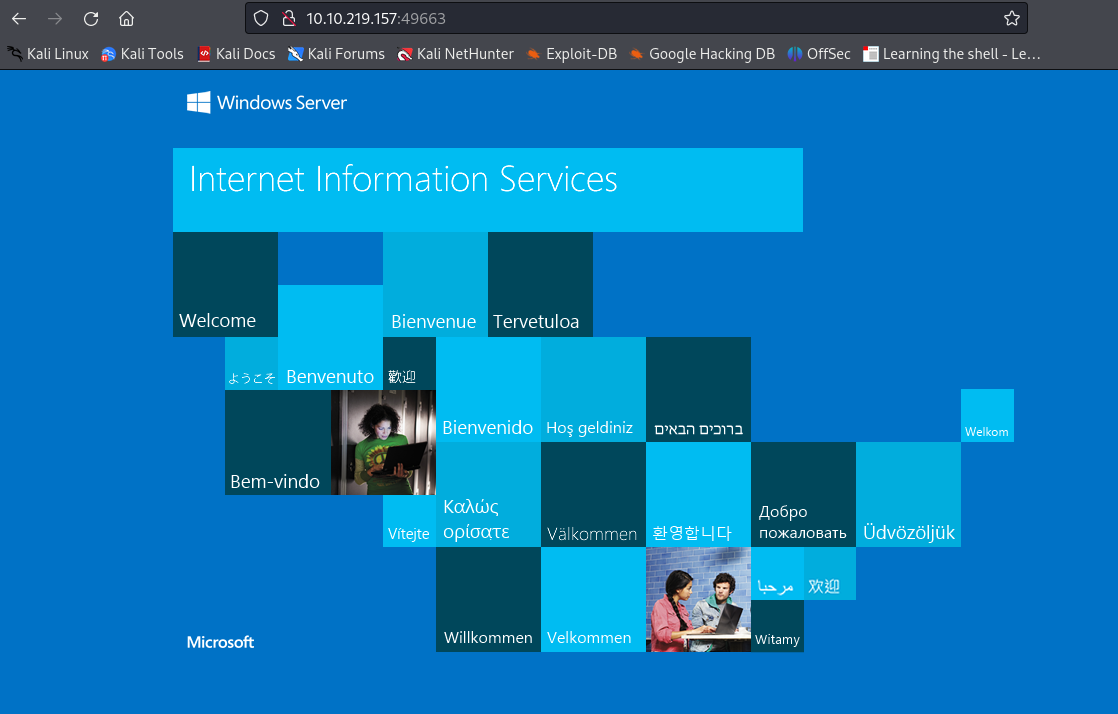 10.10.219.157:49663
Kali Linux
Kali Tools
Kali Docs
Kali Forums
Kali NetHunter
Exploit-DB
Google Hacking DB
OffSec
Learning the shell - Le…
Windows Server
Internet Information Services
Welcome
Bienvenue
Tervetuloa
ようこそ
Benvenuto
歡迎
Bienvenido
Hoş geldiniz
ברוכים הבאים
Welkom
Bem-vindo
Καλώς
ορίσατε
Vítejte
Välkommen
환영합니다
Добро
пожаловать
Üdvözöljük
Willkommen
Velkommen
مرحبا
欢迎
Witamy
Microsoft